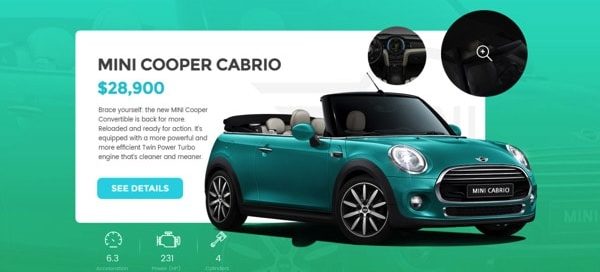 MINI COOPER CABRIO
$28,900
Brace yourself: the new MINI Cooper
Convertible is back for more.
Reloaded and ready for action. It's
equipped with a more powerful and
more efficient Twin Power Turbo
engine that's cleaner and meaner.
SEE DETAILS
MINI CABRIO
6.3
Acceleration
231
Power (HP)
4
Cylinders
MINI